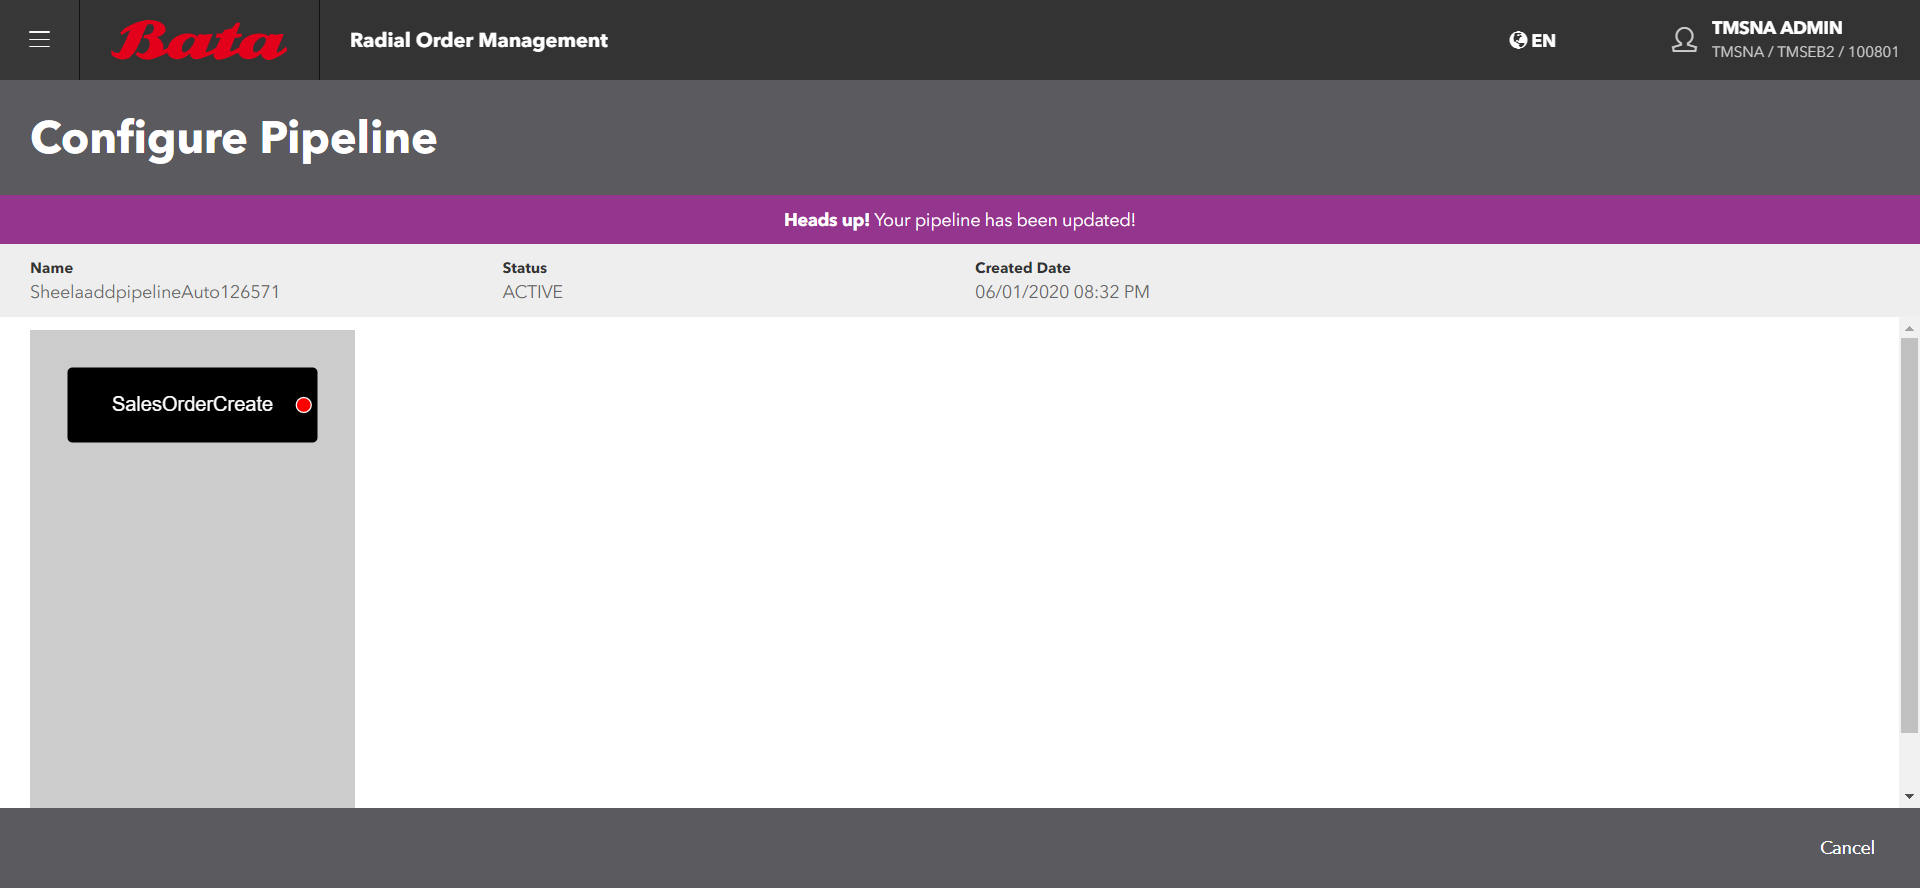 Bata
Radial Order Management
EN
TMSNA ADMIN
TMSNA / TMSEB2 / 100801
Configure Pipeline
Heads up! Your pipeline has been updated!
Name
SheelaaddpipelineAuto126571
Status
ACTIVE
Created Date
06/01/2020 08:32 PM
SalesOrderCreate
Cancel